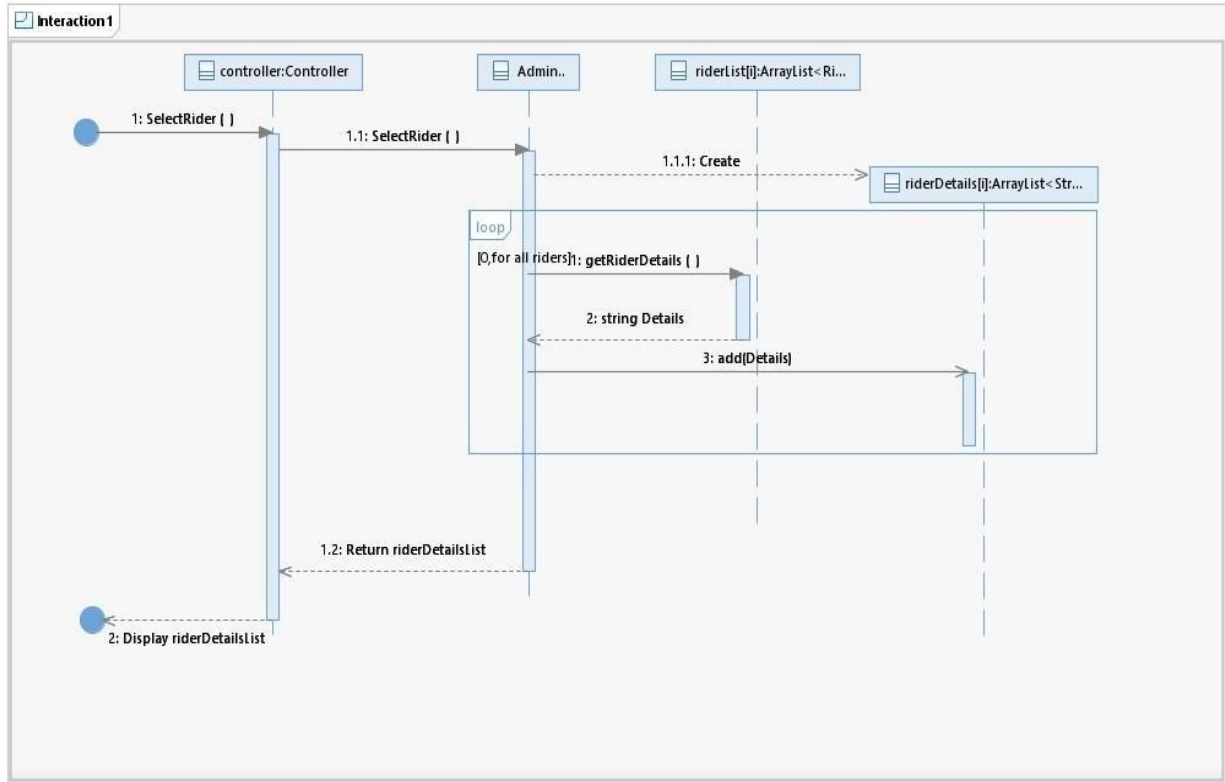 Interaction1
controller:Controller
Admin..
riderList[i]:ArrayList<Ri...
1: SelectRider ( )
1.1: SelectRider ( )
1.1.1: Create
riderDetails[i]:ArrayList<Str...
loop
[0,for all riders]
1: getRiderDetails ( )
2: string Details
3: add(Details)
1.2: Return riderDetailsList
2: Display riderDetailsList